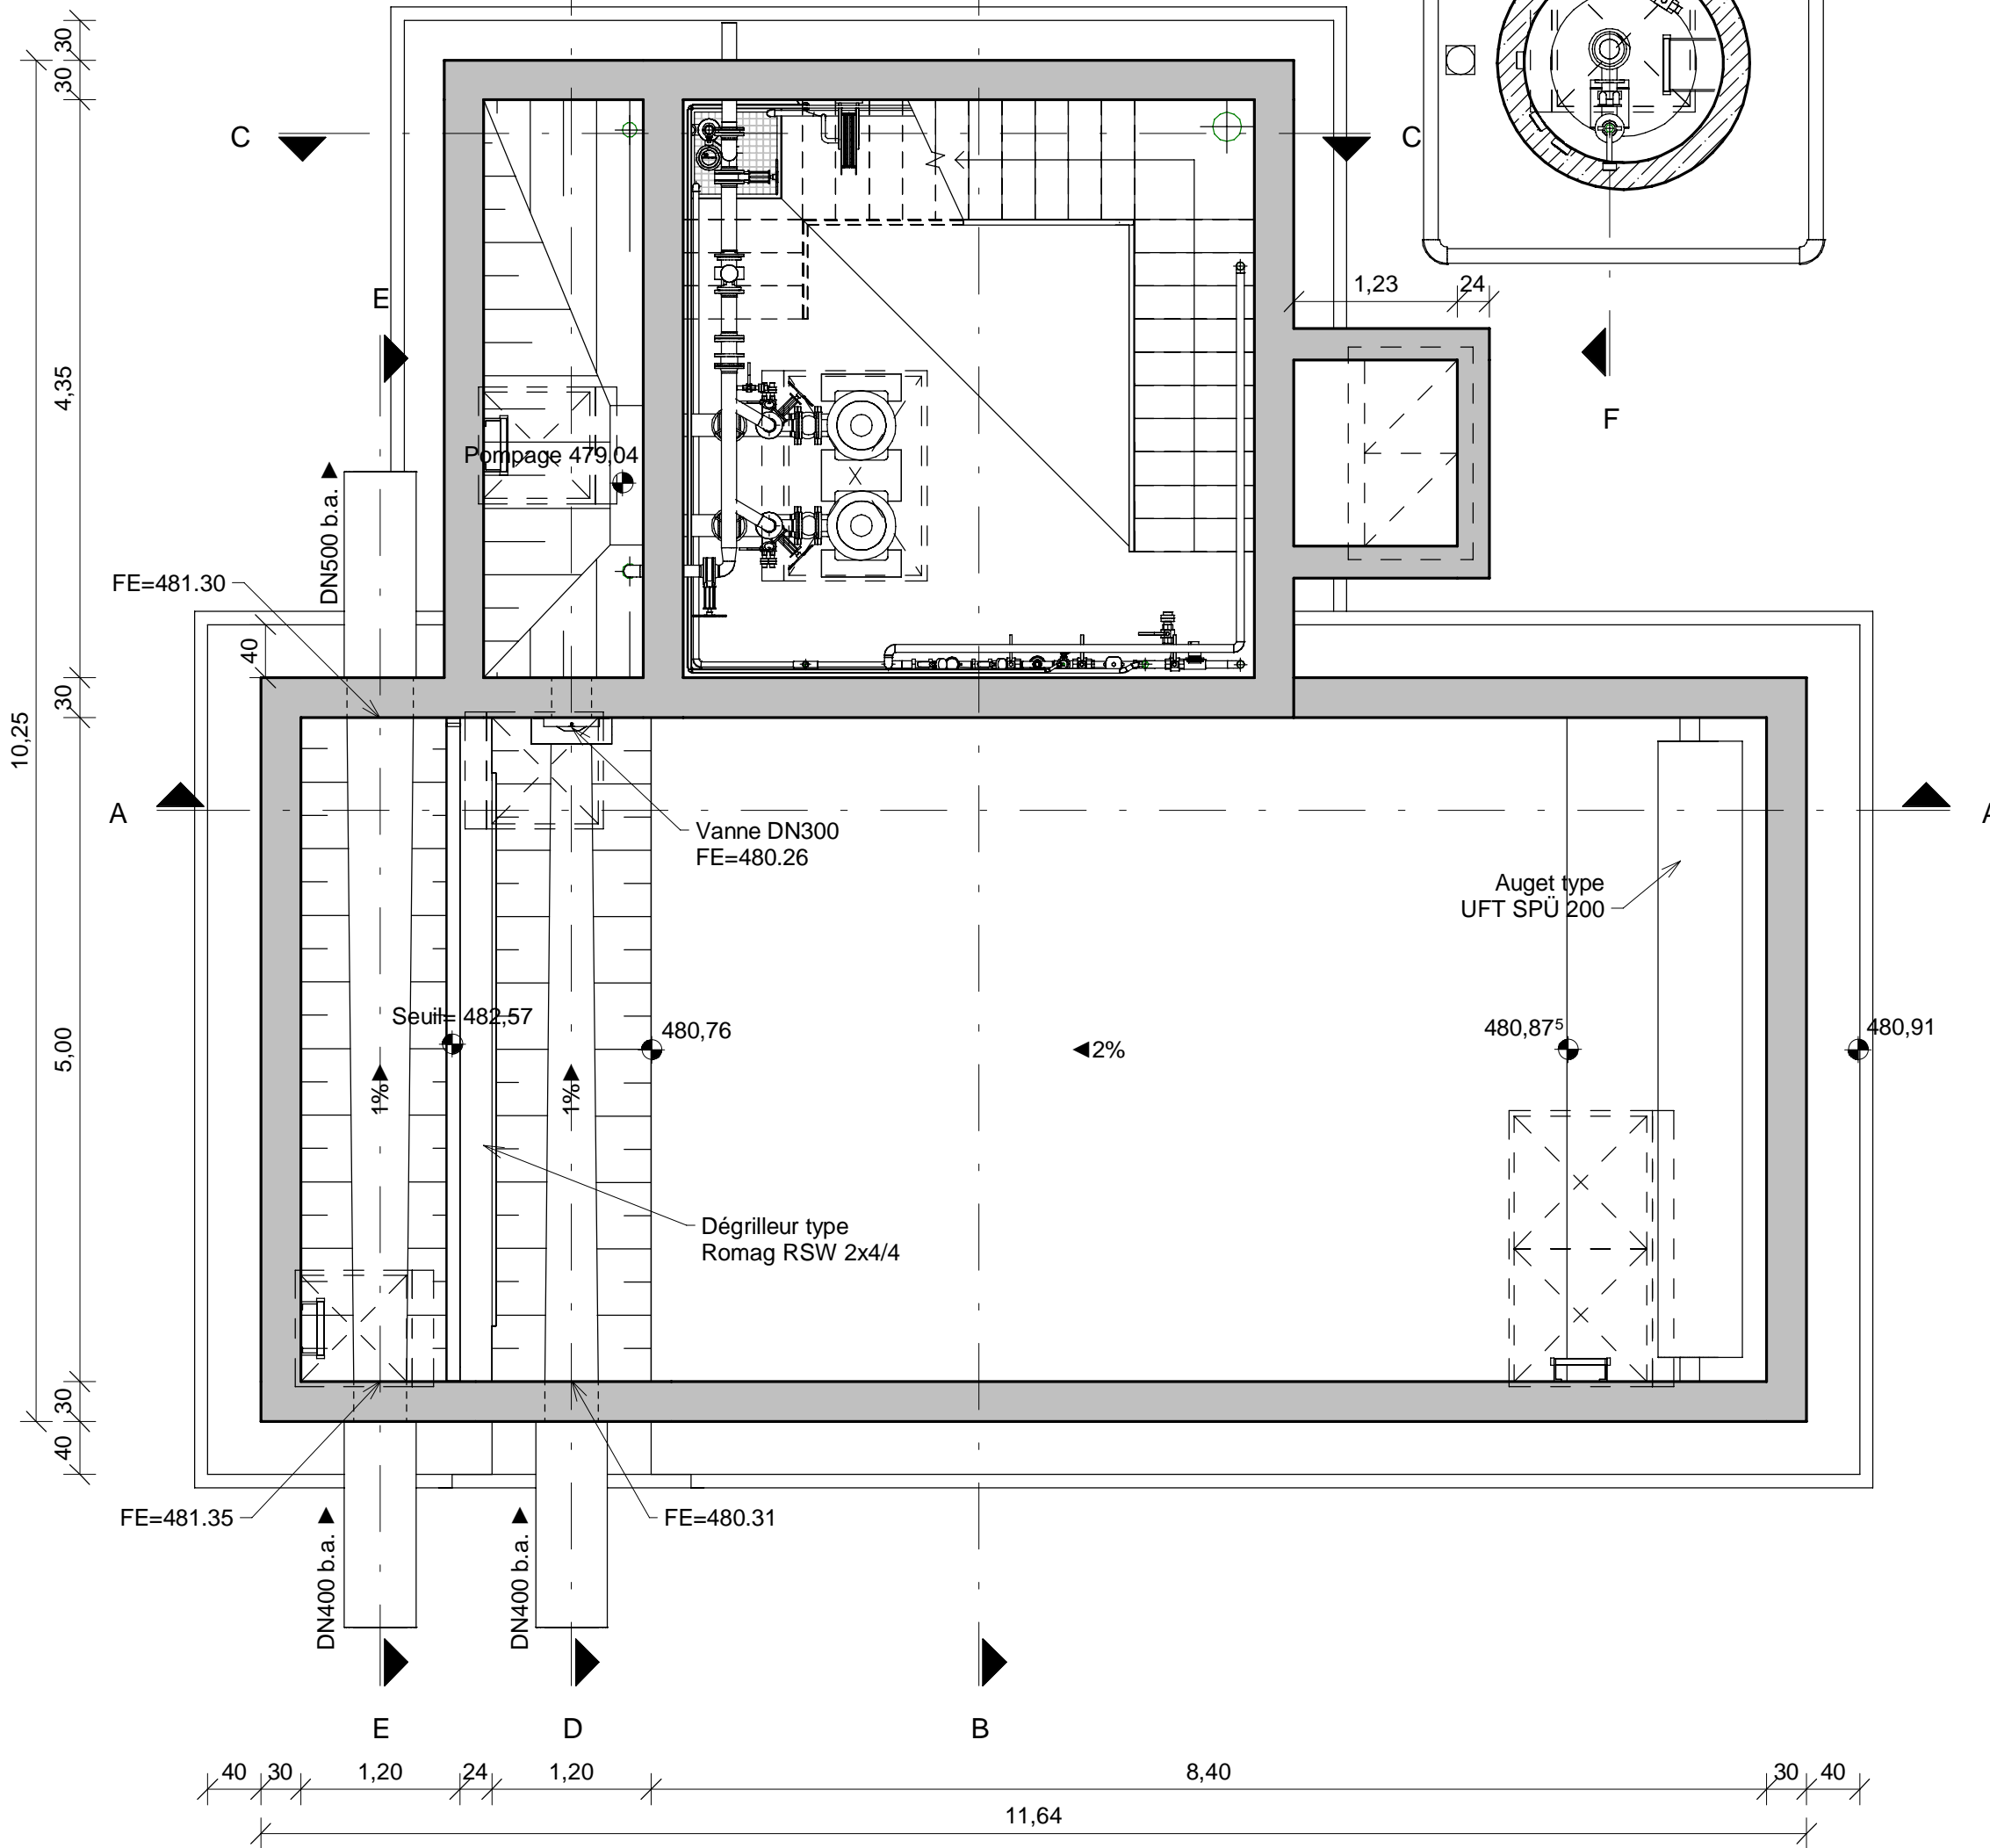 30
30
C
C
1,23
24
E
4,35
F
Pompage 479,04
DN500 b.a.
FE=481.30
40
30
10,25
A
A
Vanne DN300
FE=480.26
Auget type
UFT SPÜ 200
Seuil= 482,57
480,76
480,87⁵
480,91
2%
5,00
1%
1%
Dégrilleur type
Romag RSW 2x4/4
30
40
FE=481.35
FE=480.31
DN400 b.a.
DN400 b.a.
E
D
B
40
30
1,20
24
1,20
8,40
30
40
11,64